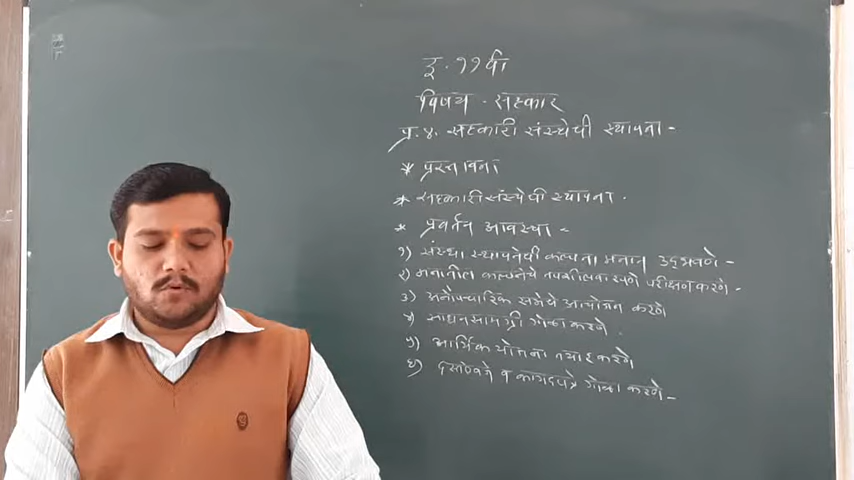 इ. ११ वी
विषय - सहकार
प्र. ४. सहकारी संस्थेची स्थापना -
* प्रस्तावना
* सहकारी संस्थेची स्थापना .
* प्रवर्तन अवस्था -
१) संस्था स्थापनेची कल्पना मनात उद्भवणे -
२) मनातील कल्पनेचे तपशीलवारपणे परीक्षण करणे -
३) अनौपचारिक सभेचे आयोजन करणे
४) साधनसामग्री गोळा करणे .
५) आर्थिक योजना तयार करणे
६) दस्तऐवज व कागदपत्रे गोळा करणे -